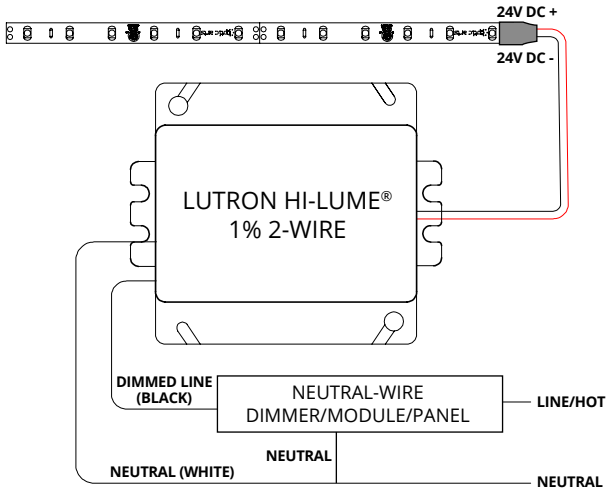 24V DC +
24V DC -
LUTRON HI-LUME®
1% 2-WIRE
DIMMED LINE
(BLACK)
NEUTRAL-WIRE
DIMMER/MODULE/PANEL
LINE/HOT
NEUTRAL
NEUTRAL (WHITE)
NEUTRAL